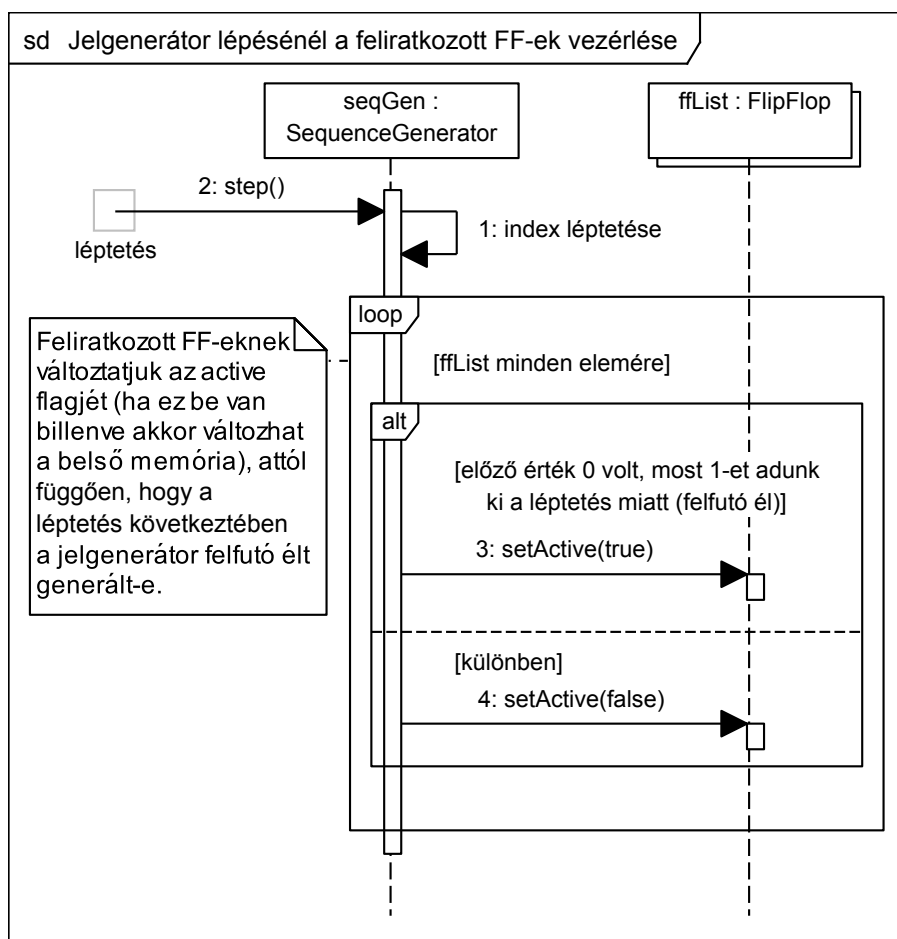 sd Jelgenerátor lépésénél a feliratkozott FF-ek vezérlése
seqGen :
SequenceGenerator
ffList : FlipFlop
2: step()
léptetés
1: index léptetése
loop
[ffList minden elemére]
Feliratkozott FF-eknek
változtatjuk az active
flagjét (ha ez be van
billenve akkor változhat
a belső memória), attól
függően, hogy a
léptetés következtében
a jelgenerátor felfutó élt
generált-e.
alt
[előző érték 0 volt, most 1-et adunk
ki a léptetés miatt (felfutó él)]
3: setActive(true)
[különben]
4: setActive(false)